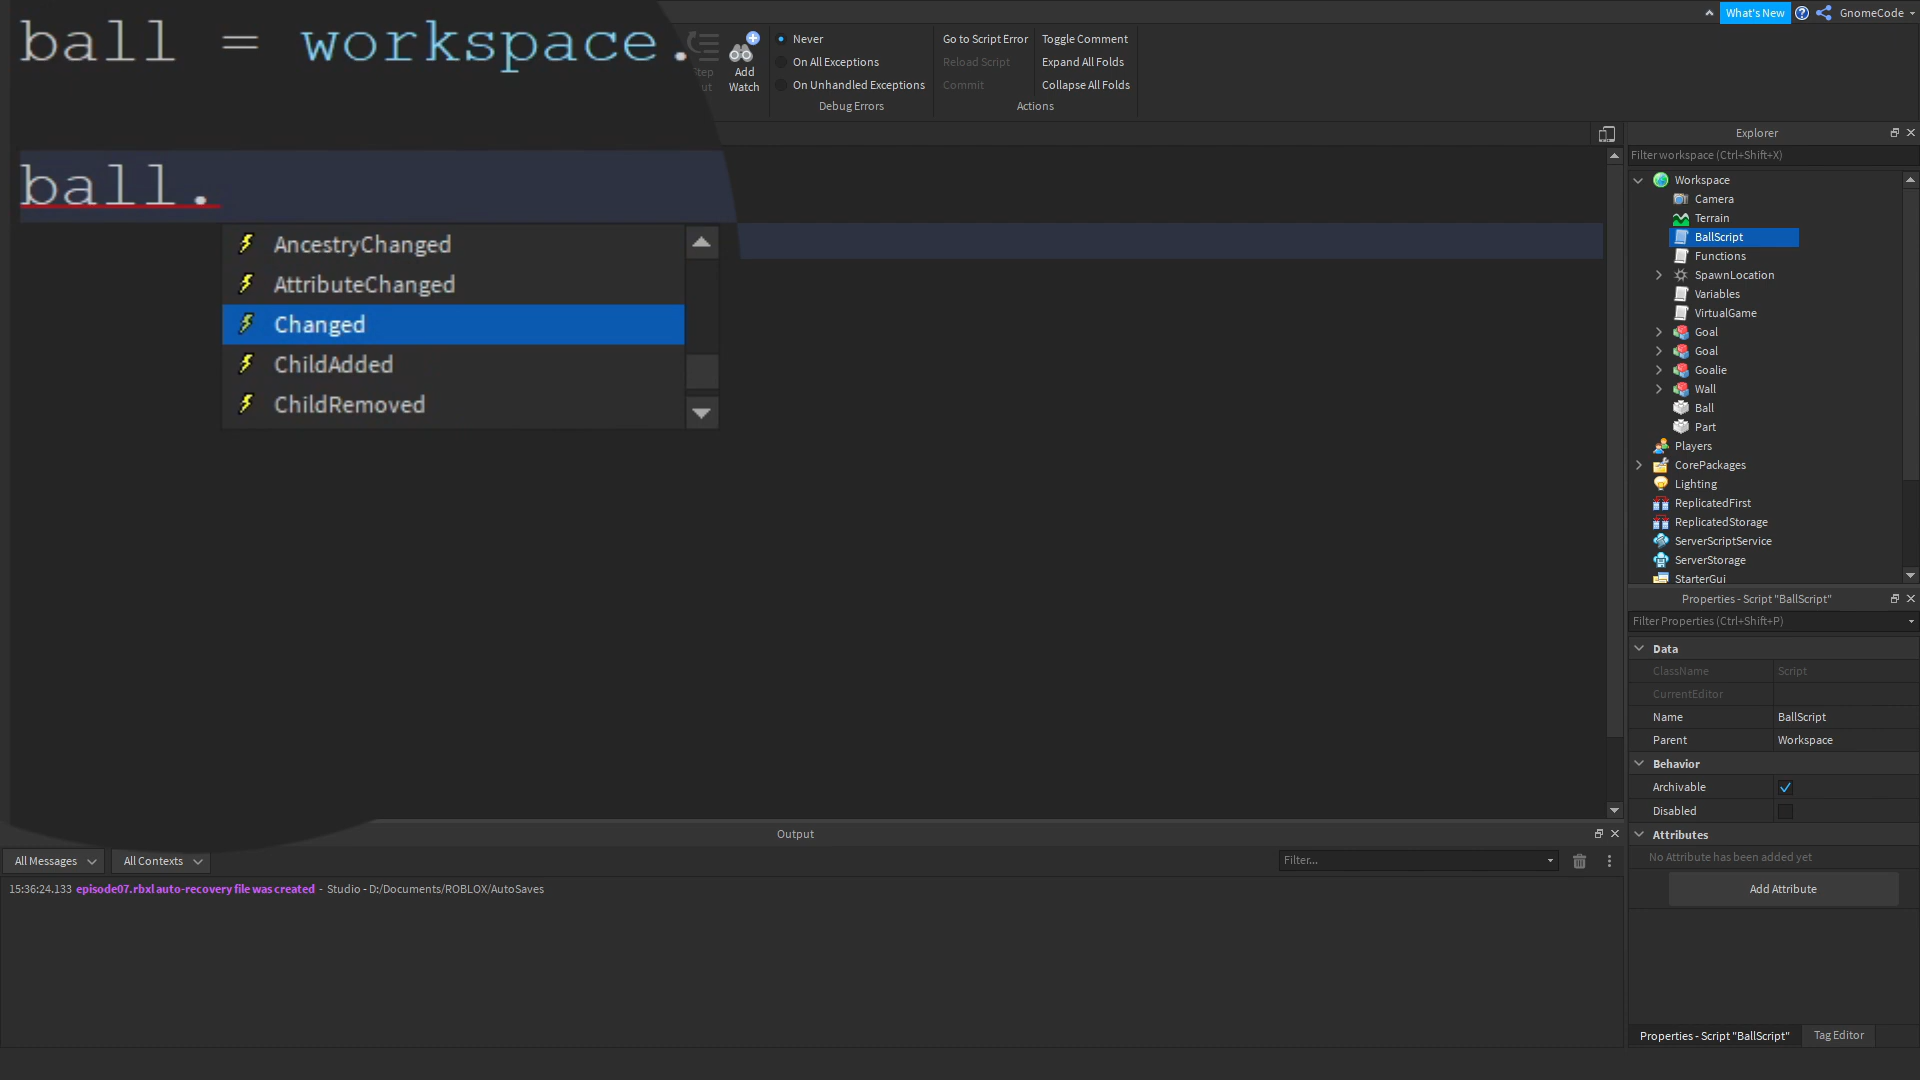 ball = workspace.
ball.
AncestryChanged
AttributeChanged
Changed
ChildAdded
ChildRemoved
Add
Watch
Never
On All Exceptions
On Unhandled Exceptions
Debug Errors
Go to Script Error
Reload Script
Commit
Toggle Comment
Expand All Folds
Collapse All Folds
Actions
What's New
GnomeCode
Explorer
Filter workspace (Ctrl+Shift+X)
Workspace
Camera
Terrain
BallScript
Functions
SpawnLocation
Variables
VirtualGame
Goal
Goal
Goalie
Wall
Ball
Part
Players
CorePackages
Lighting
ReplicatedFirst
ReplicatedStorage
ServerScriptService
ServerStorage
StarterGui
Properties - Script "BallScript"
Filter Properties (Ctrl+Shift+P)
Data
ClassName Script
CurrentEditor
Name BallScript
Parent Workspace
Behavior
Archivable
Disabled
Attributes
No Attribute has been added yet
Add Attribute
Properties - Script "BallScript" Tag Editor
Output
All Messages All Contexts Filter...
15:36:24.133 episode07.rbxl auto-recovery file was created - Studio - D:/Documents/ROBLOX/AutoSaves